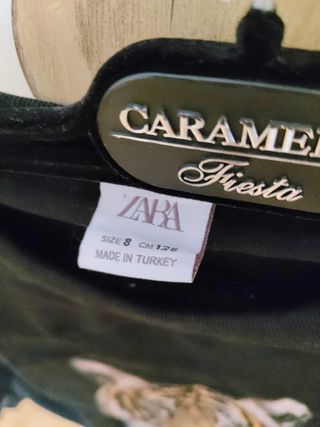 CARAMEL
Fiesta
ZARA
SIZE 8 CM 128
MADE IN TURKEY